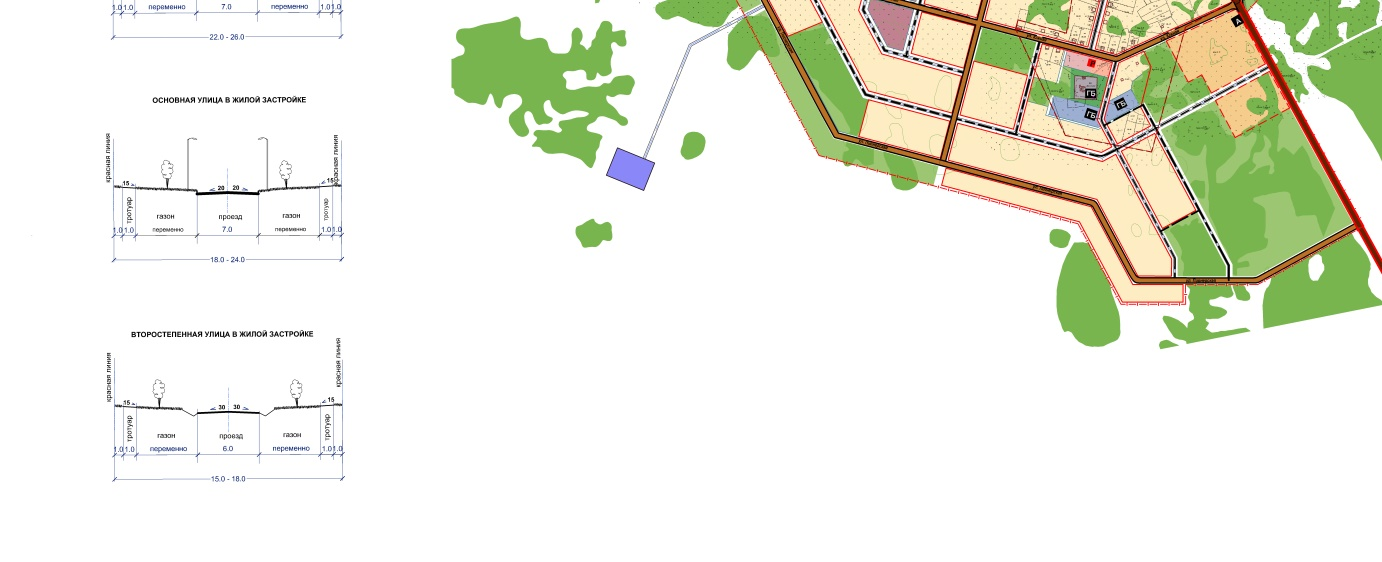 1.0 1.0 переменно 7.0 переменно 1.0 1.0
22.0 - 26.0
ОСНОВНАЯ УЛИЦА В ЖИЛОЙ ЗАСТРОЙКЕ
красная линия
красная линия
15 20 20 15
тротуар газон проезд газон тротуар
1.0 1.0 переменно 7.0 переменно 1.0 1.0
18.0 - 24.0
ВТОРОСТЕПЕННАЯ УЛИЦА В ЖИЛОЙ ЗАСТРОЙКЕ
красная линия
красная линия
15 30 30 15
тротуар газон проезд газон тротуар
1.0 1.0 переменно 6.0 переменно 1.0 1.0
15.0 - 18.0
А
ГБ
ГБ
ГБ